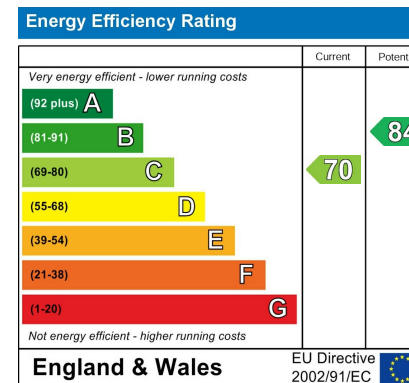 Energy Efficiency Rating
Current Potent
Very energy efficient - lower running costs
(92 plus) A
(81-91) B
84
(69-80) C
70
(55-68) D
(39-54) E
(21-38) F
(1-20) G
Not energy efficient - higher running costs
England & Wales
EU Directive
2002/91/EC